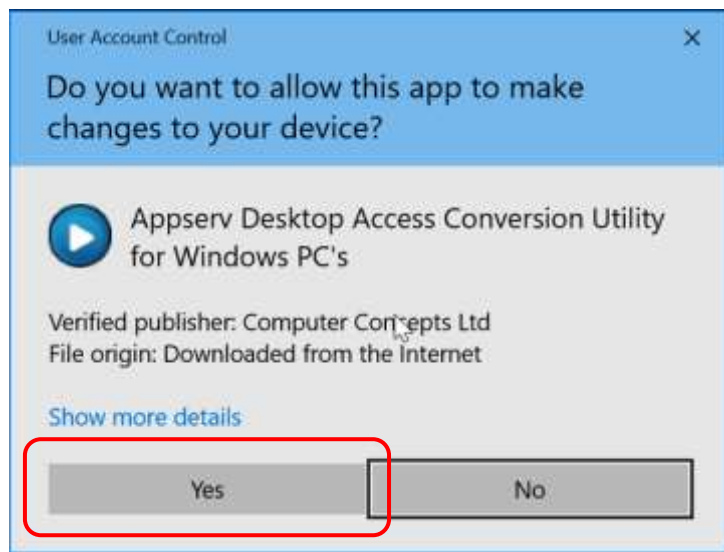 User Account Control
Do you want to allow this app to make
changes to your device?
Appserv Desktop Access Conversion Utility
for Windows PC's
Verified publisher: Computer Concepts Ltd
File origin: Downloaded from the Internet
Show more details
Yes
No